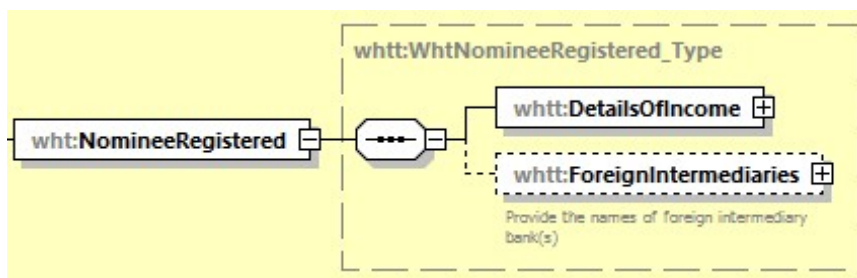 whtt:WhtNomineeRegistered_Type
whtt:DetailsOfIncome
wht:NomineeRegistered
whtt:ForeignIntermediaries
Provide the names of foreign intermediary
bank(s)